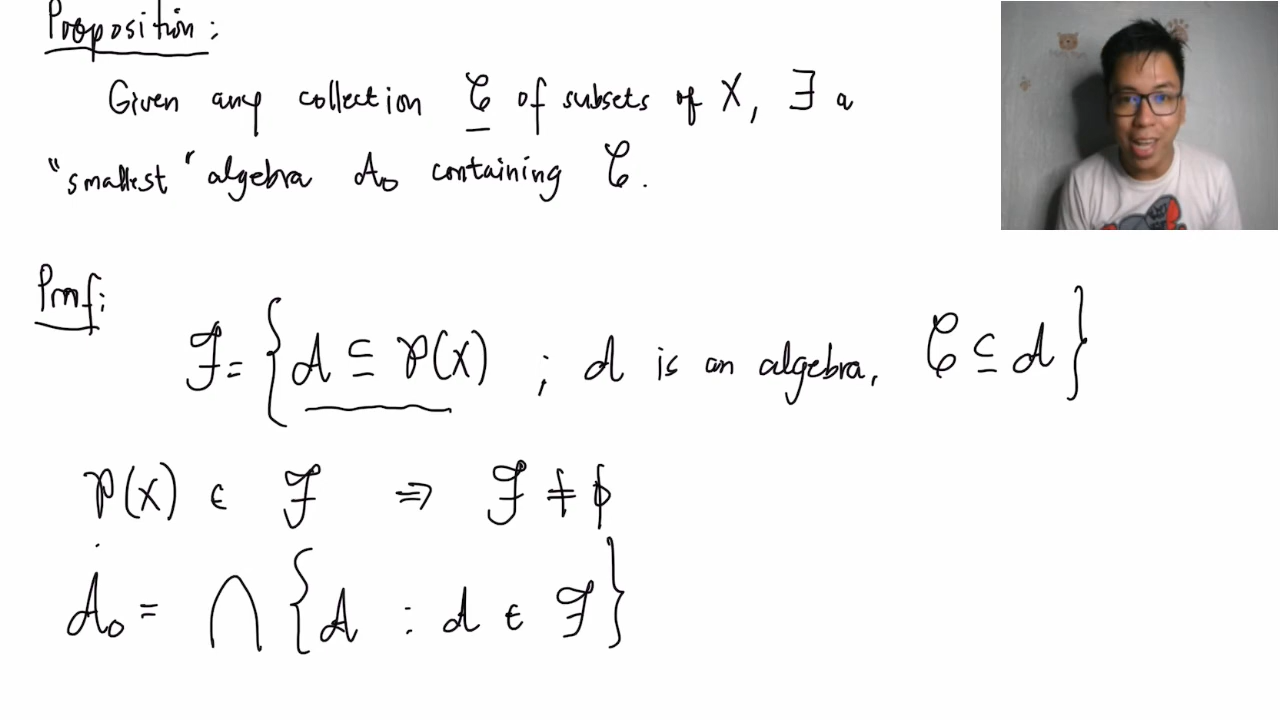 Proposition:
Given any collection 𝒞 of subsets of X, ∃ a
"smallest" algebra 𝒜₀ containing 𝒞.
Proof:
ℱ = { 𝒜 ⊆ 𝒫(X) ; 𝒜 is an algebra, 𝒞 ⊆ 𝒜 }
𝒫(X) ∈ ℱ ⇒ ℱ ≠ ϕ
𝒜₀ = ⋂ { 𝒜 : 𝒜 ∈ ℱ }